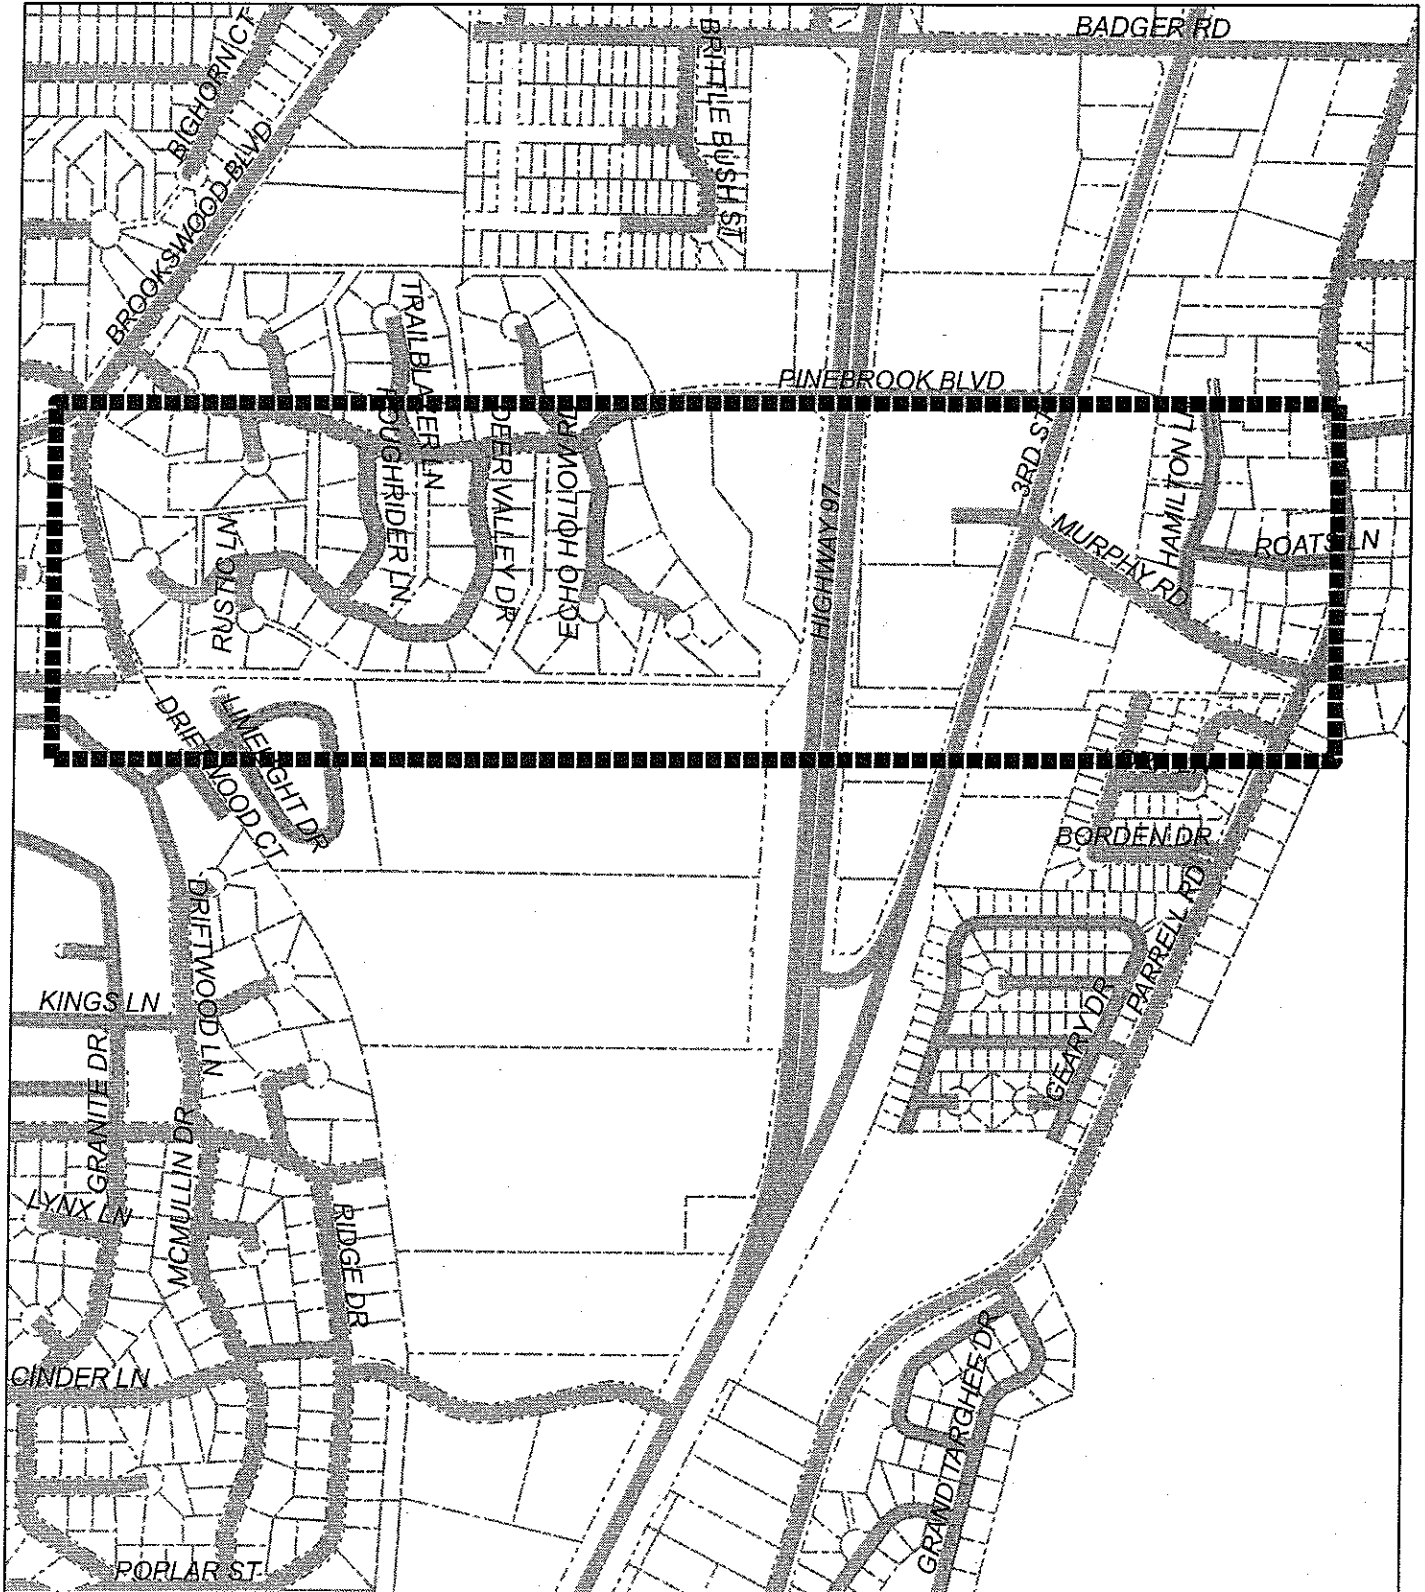 BADGER RD
BIGHORN CT
BRITTLE BUSH ST
BROOKSWOOD BLVD
TRAILBLAZER LN
PINEBROOK BLVD
ROUGHRIDER LN
DEER VALLEY DR
ECHO HOLLOW DR
3RD ST
HAMILTON LN
HIGHWAY 97
RUSTIC LN
MURPHY RD
ROATS LN
DRIFTWOOD CT
LIMELIGHT DR
BORDEN DR
DRIFTWOOD LN
PARRELL RD
KINGS LN
GRANITE DR
GEARY DR
MCMULLIN DR
LYNX LN
RIDGE DR
CINDER LN
GRAND TARGHEE DR
POPLAR ST